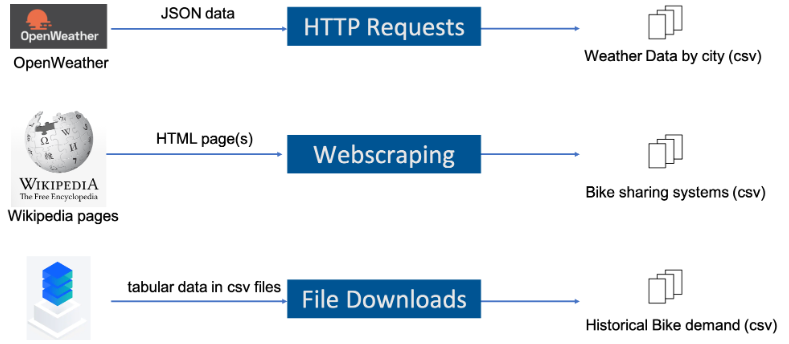 JSON data
OpenWeather
HTTP Requests
OpenWeather
Weather Data by city (csv)
HTML page(s)
Webscraping
WIKIPEDIA
The Free Encyclopedia
Wikipedia pages
Bike sharing systems (csv)
tabular data in csv files
File Downloads
Historical Bike demand (csv)